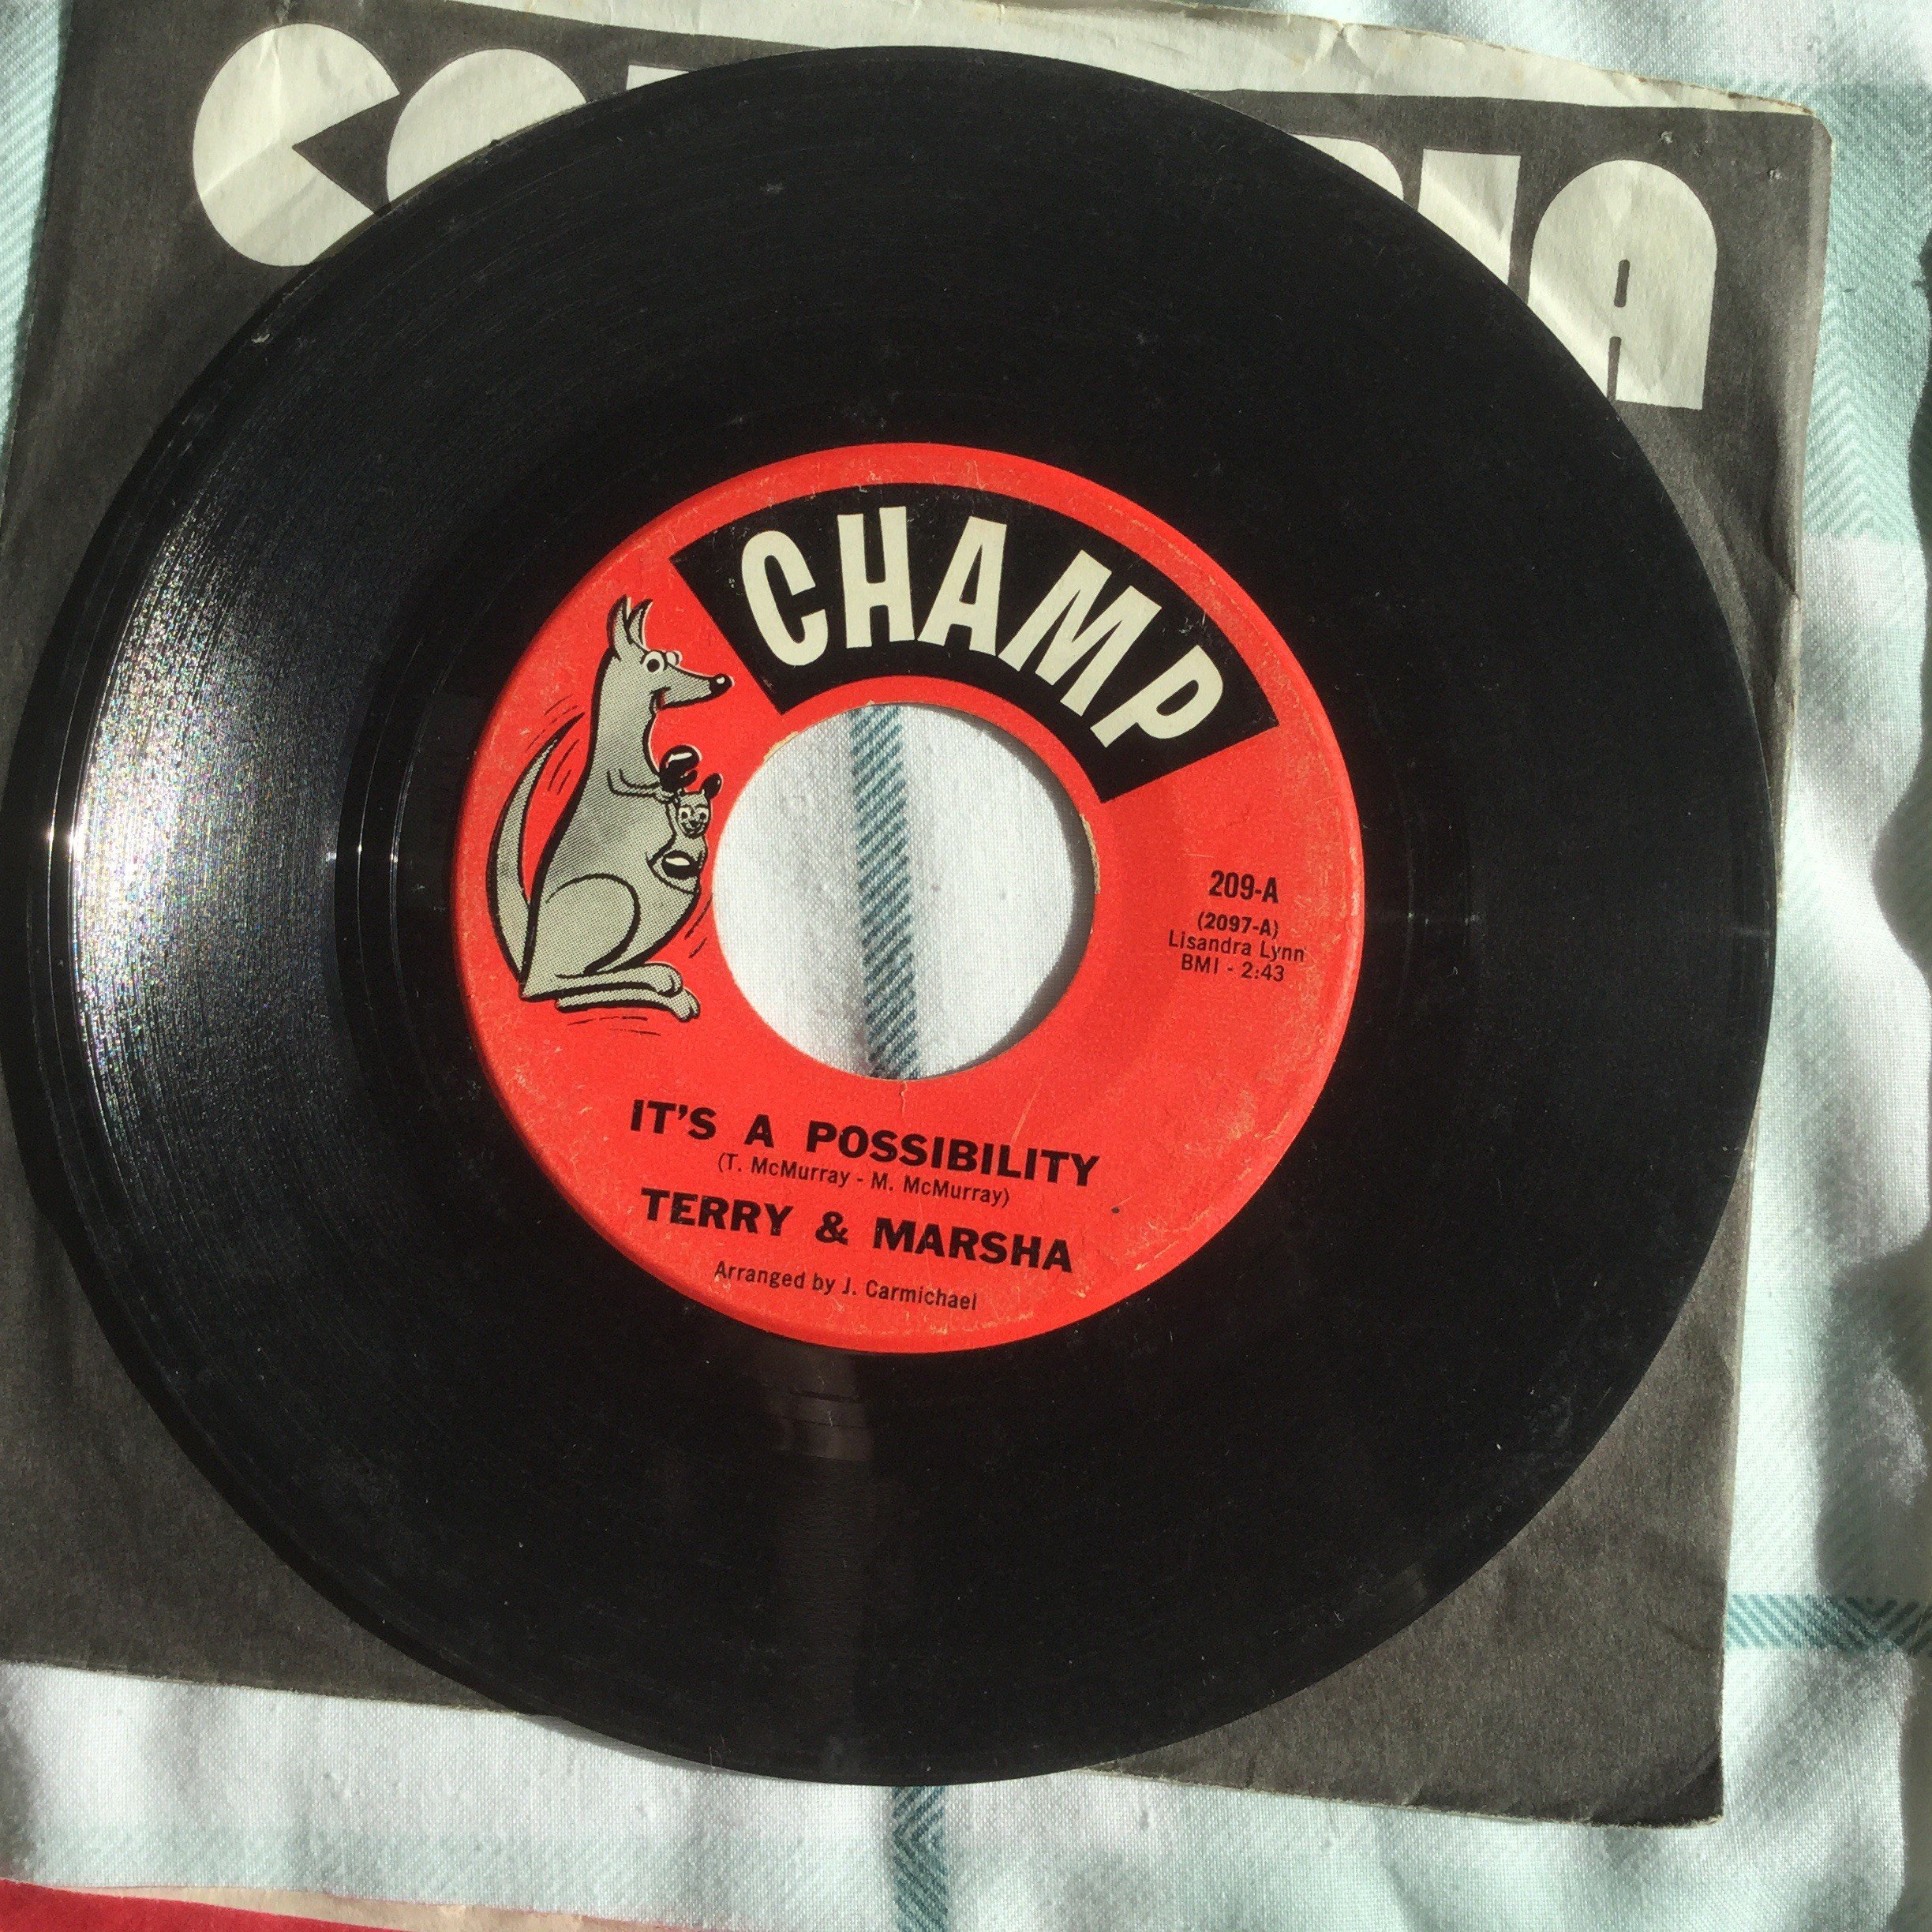 CHAMP
209-A
(2097-A)
Lisandra Lynn
BMI - 2:43
IT'S A POSSIBILITY
(T. McMurray - M. McMurray)
TERRY & MARSHA
Arranged by J. Carmichael